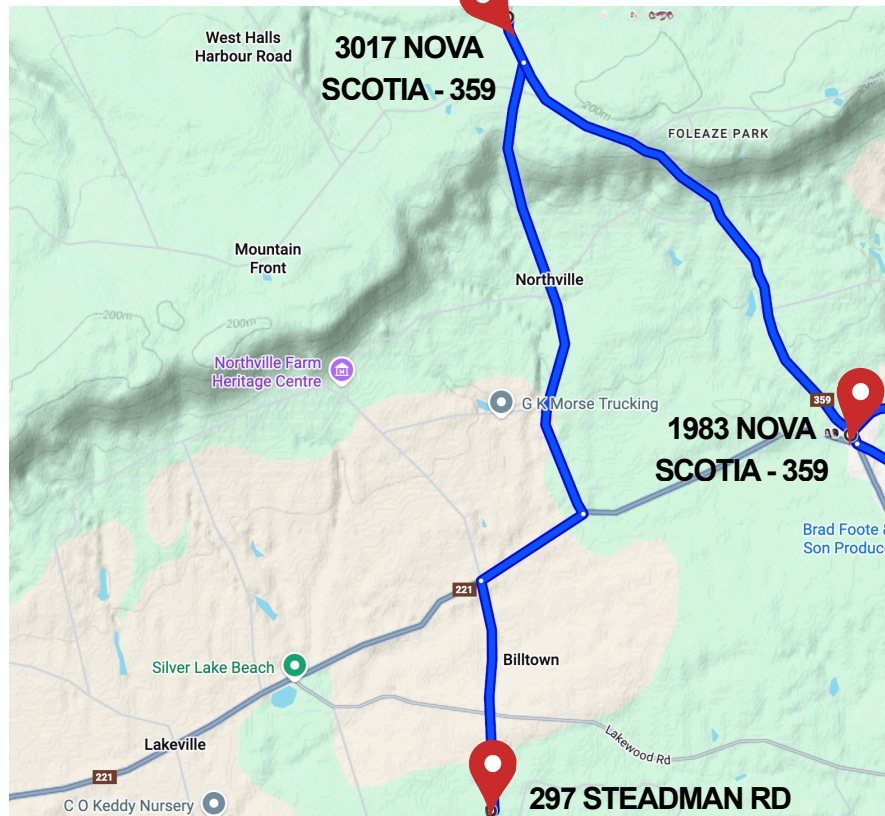 West Halls
Harbour Road
3017 NOVA
SCOTIA - 359
200m
FOLEAZE PARK
Mountain
Front
Northville
200m
200m
Northville Farm
Heritage Centre
G K Morse Trucking
359
1983 NOVA
SCOTIA - 359
Brad Foote &
Son Produc
221
Billtown
Silver Lake Beach
Lakewood Rd
Lakeville
221
C O Keddy Nursery
297 STEADMAN RD